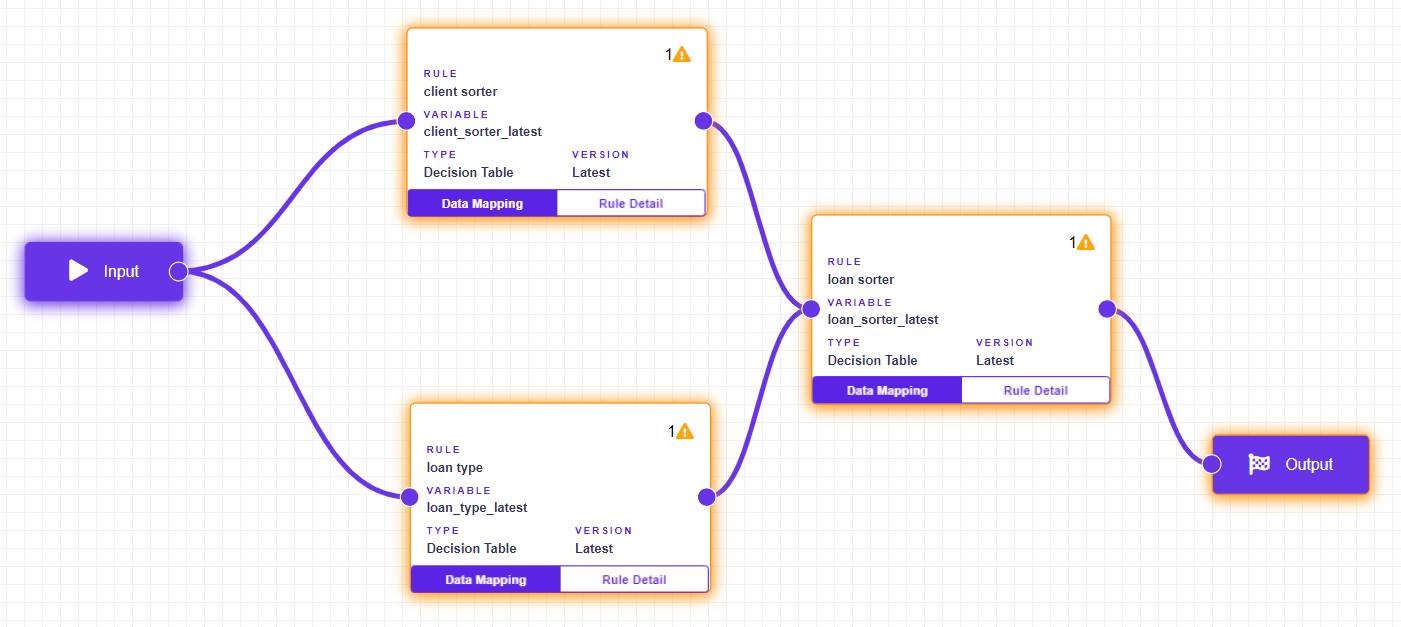 1
RULE
client sorter
VARIABLE
client_sorter_latest
TYPE VERSION
Decision Table Latest
Data Mapping Rule Detail
Input
1
RULE
loan sorter
VARIABLE
loan_sorter_latest
TYPE VERSION
Decision Table Latest
Data Mapping Rule Detail
1
RULE
loan type
VARIABLE
loan_type_latest
TYPE VERSION
Decision Table Latest
Data Mapping Rule Detail
Output